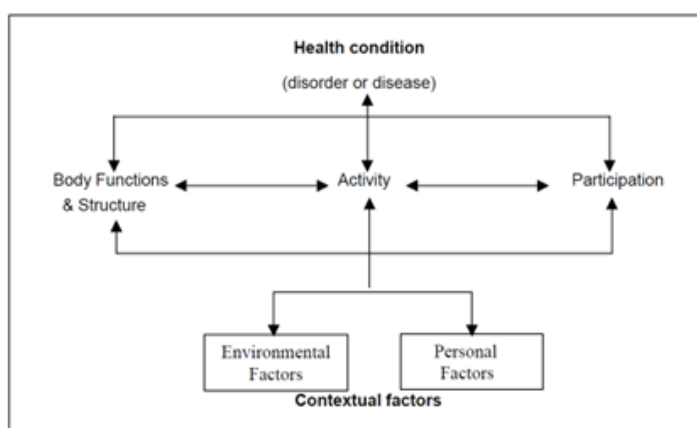 Health condition
(disorder or disease)
Body Functions
& Structure
Activity
Participation
Environmental
Factors
Personal
Factors
Contextual factors